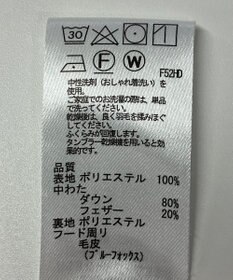 30
F W
F52HD
中性洗剤(おしゃれ着洗い)を
使用。
ご家庭でのお洗濯の際は、単品
で洗ってください。
乾燥後は、良く羽毛を揉みほぐ
してください。
ふくらみが回復します。
タンブラー乾燥機を用いると効
果的です。
品質
表地 ポリエステル 100%
中わた
ダウン 80%
フェザー 20%
裏地 ポリエステル
フード周り
毛皮
(ブルーフォックス)